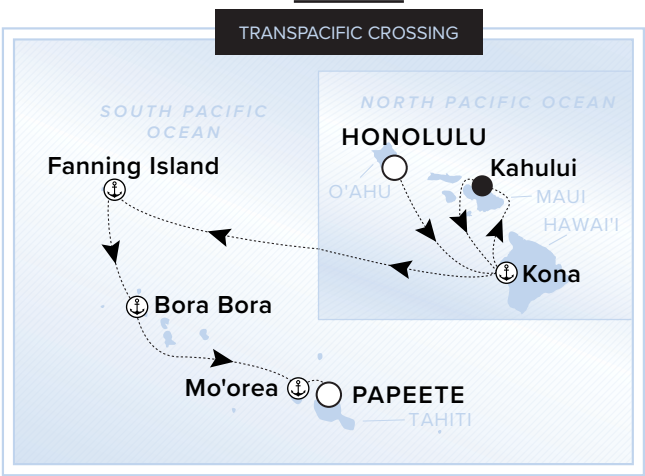 TRANSPACIFIC CROSSING
SOUTH PACIFIC
OCEAN
NORTH PACIFIC OCEAN
HONOLULU
Fanning Island
Kahului
O'AHU
MAUI
HAWAI'I
Kona
Bora Bora
Mo'orea
PAPEETE
TAHITI